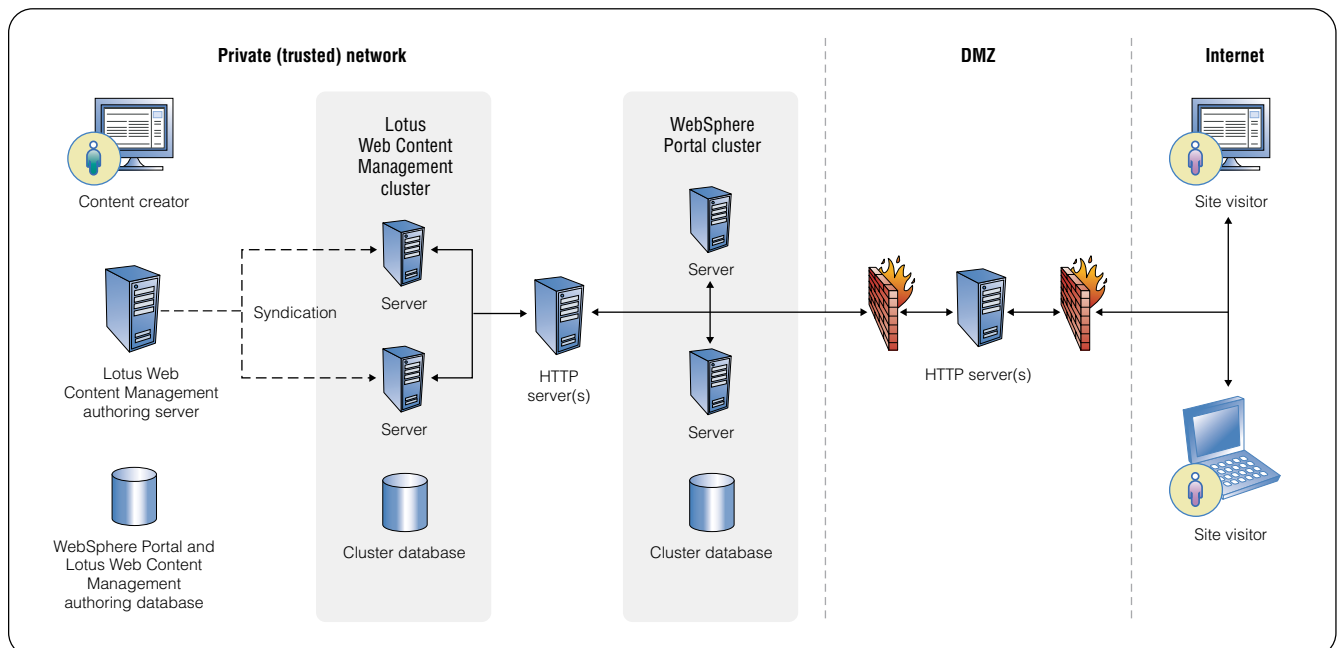 Private (trusted) network
DMZ
Internet
Content creator
Lotus
Web Content
Management
cluster
WebSphere
Portal cluster
Site visitor
Server
Server
Syndication
Lotus Web
Content Management
authoring server
Server
HTTP
server(s)
Server
HTTP server(s)
WebSphere Portal and
Lotus Web Content
Management
authoring database
Cluster database
Cluster database
Site visitor